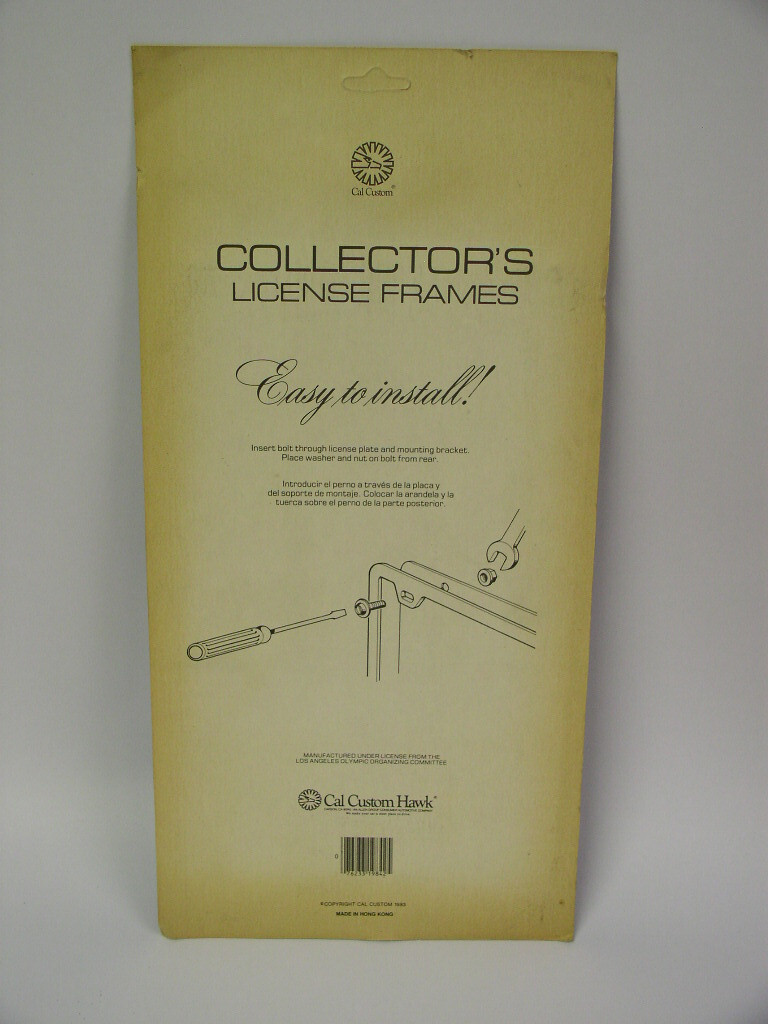 Cal Custom®
COLLECTOR'S
LICENSE FRAMES
Easy to install!
Insert bolt through license plate and mounting bracket.
Place washer and nut on bolt from rear.
Introducir el perno a través de la placa y
del soporte de montaje. Colocar la arandela y la
tuerca sobre el perno de la parte posterior.
MANUFACTURED UNDER LICENSE FROM THE
LOS ANGELES OLYMPIC ORGANIZING COMMITTEE
Cal Custom Hawk®
0
©COPYRIGHT CAL CUSTOM 1983
MADE IN HONG KONG